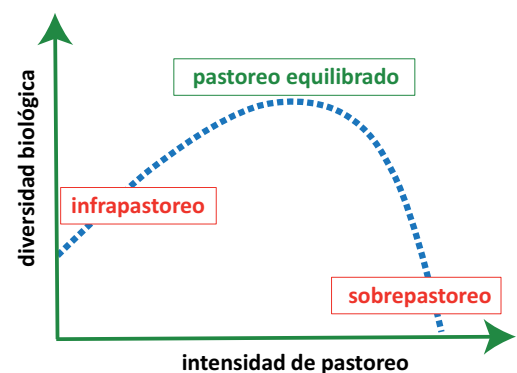 pastoreo equilibrado
diversidad biológica
infrapastoreo
sobrepastoreo
intensidad de pastoreo